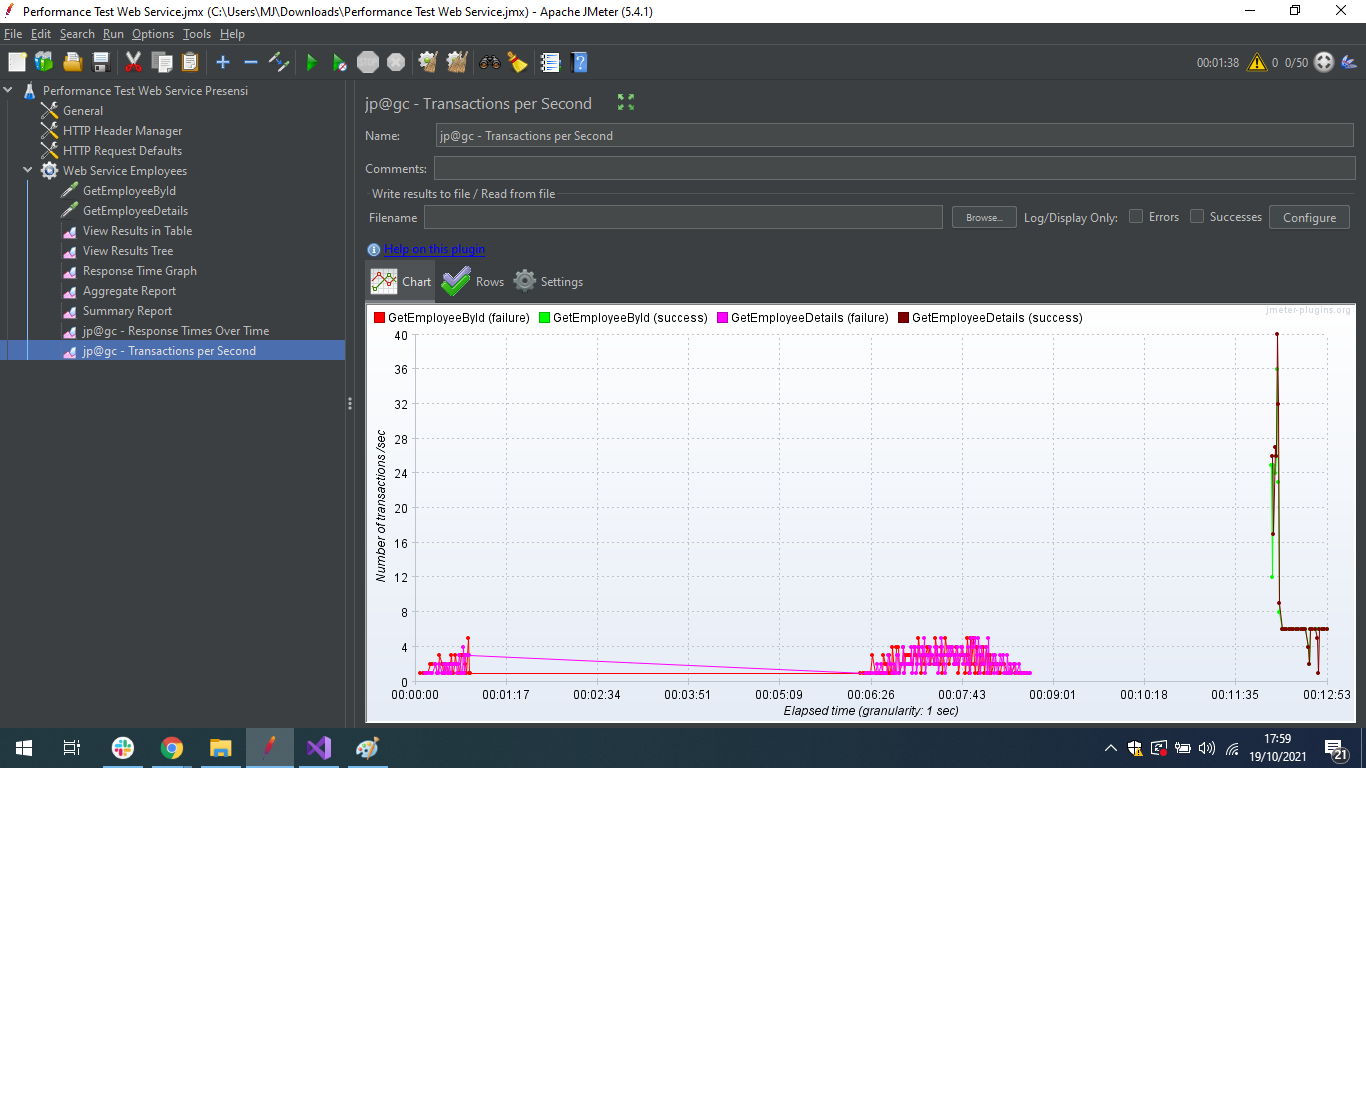 Performance Test Web Service.jmx (C:\Users\MJ\Downloads\Performance Test Web Service.jmx) - Apache JMeter (5.4.1)
File Edit Search Run Options Tools Help
STOP 00:01:38 0 0/50
Performance Test Web Service Presensi
General
HTTP Header Manager
HTTP Request Defaults
Web Service Employees
GetEmployeeById
GetEmployeeDetails
View Results in Table
View Results Tree
Response Time Graph
Aggregate Report
Summary Report
jp@gc - Response Times Over Time
jp@gc - Transactions per Second
jp@gc - Transactions per Second
Name: jp@gc - Transactions per Second
Comments:
Write results to file / Read from file
Filename Browse... Log/Display Only: Errors Successes Configure
Help on this plugin
Chart Rows Settings
GetEmployeeById (failure) GetEmployeeById (success) GetEmployeeDetails (failure) GetEmployeeDetails (success)
jmeter-plugins.org
40
36
32
28
24
20
16
12
8
4
0
Number of transactions /sec
00:00:00 00:01:17 00:02:34 00:03:51 00:05:09 00:06:26 00:07:43 00:09:01 00:10:18 00:11:35 00:12:53
Elapsed time (granularity: 1 sec)
17:59
19/10/2021
21